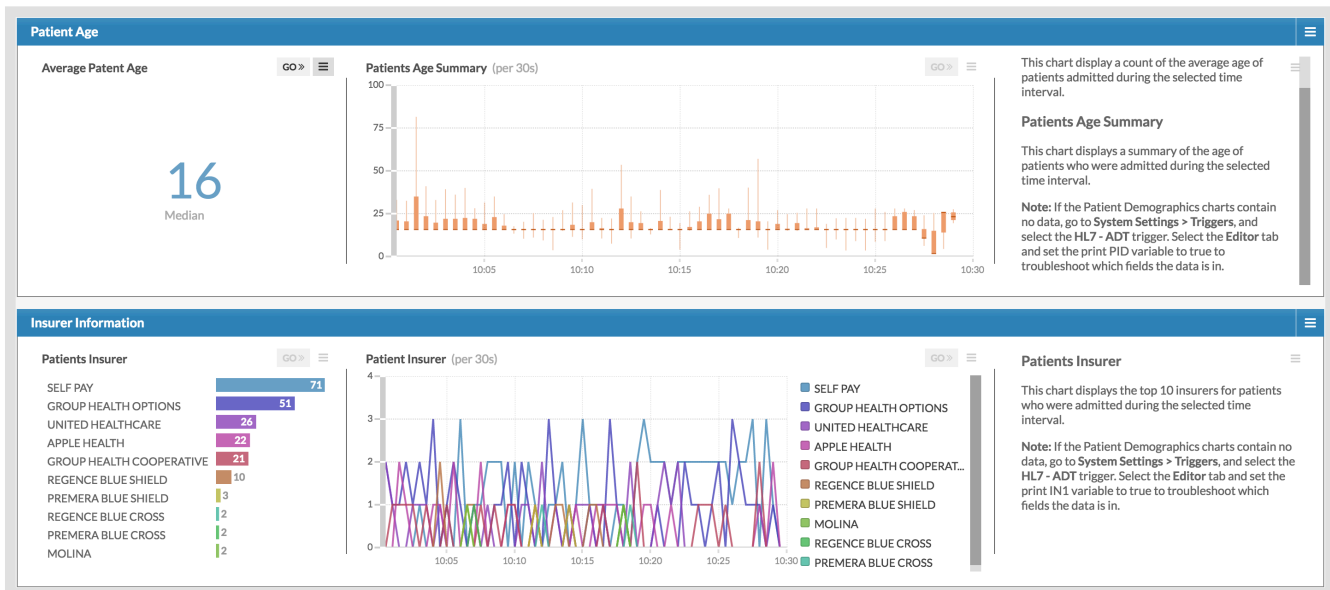 Patient Age
Average Patent Age
GO »
16
Median
Patients Age Summary (per 30s)
GO »
100
75
50
25
0
10:05
10:10
10:15
10:20
10:25
10:30
This chart display a count of the average age of
patients admitted during the selected time
interval.
Patients Age Summary
This chart displays a summary of the age of
patients who were admitted during the selected
time interval.
Note: If the Patient Demographics charts contain
no data, go to System Settings > Triggers, and
select the HL7 - ADT trigger. Select the Editor tab
and set the print PID variable to true to
troubleshoot which fields the data is in.
Insurer Information
Patients Insurer
GO »
SELF PAY 71
GROUP HEALTH OPTIONS 51
UNITED HEALTHCARE 26
APPLE HEALTH 22
GROUP HEALTH COOPERATIVE 21
REGENCE BLUE SHIELD 10
PREMERA BLUE SHIELD 3
REGENCE BLUE CROSS 2
PREMERA BLUE CROSS 2
MOLINA 2
Patient Insurer (per 30s)
GO »
4
3
2
1
0
10:05
10:10
10:15
10:20
10:25
10:30
SELF PAY
GROUP HEALTH OPTIONS
UNITED HEALTHCARE
APPLE HEALTH
GROUP HEALTH COOPERAT...
REGENCE BLUE SHIELD
PREMERA BLUE SHIELD
MOLINA
REGENCE BLUE CROSS
PREMERA BLUE CROSS
Patients Insurer
This chart displays the top 10 insurers for patients
who were admitted during the selected time
interval.
Note: If the Patient Demographics charts contain no
data, go to System Settings > Triggers, and select the
HL7 - ADT trigger. Select the Editor tab and set the
print IN1 variable to true to troubleshoot which
fields the data is in.